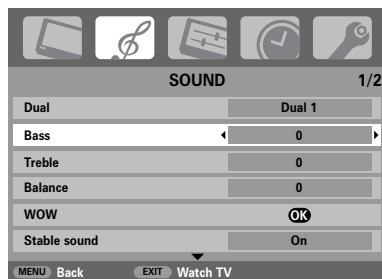 SOUND 1/2
Dual Dual 1
Bass 0
Treble 0
Balance 0
WOW OK
Stable sound On
MENU Back EXIT Watch TV